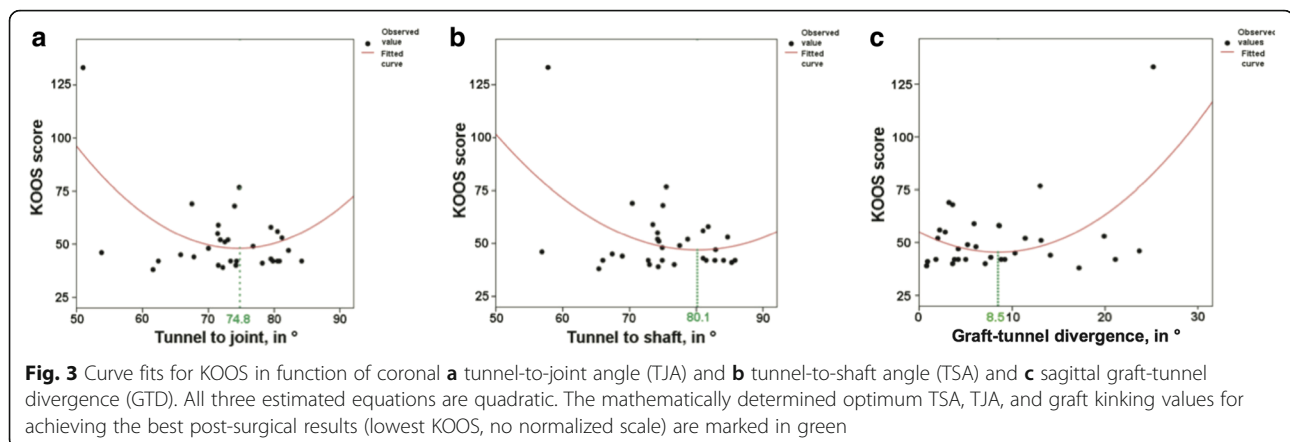 a
Observed
value
Fitted
curve
KOOS score
125
100
75
50
25
50
60
70
74.8
80
90
Tunnel to joint, in °
b
Observed
value
Fitted
curve
KOOS score
125
100
75
50
25
50
60
70
80.1
90
Tunnel to shaft, in °
c
Observed
values
Fitted
curve
KOOS score
125
100
75
50
25
0
8.5
10
20
30
Graft-tunnel divergence, in °
Fig. 3 Curve fits for KOOS in function of coronal a tunnel-to-joint angle (TJA) and b tunnel-to-shaft angle (TSA) and c sagittal graft-tunnel
divergence (GTD). All three estimated equations are quadratic. The mathematically determined optimum TSA, TJA, and graft kinking values for
achieving the best post-surgical results (lowest KOOS, no normalized scale) are marked in green